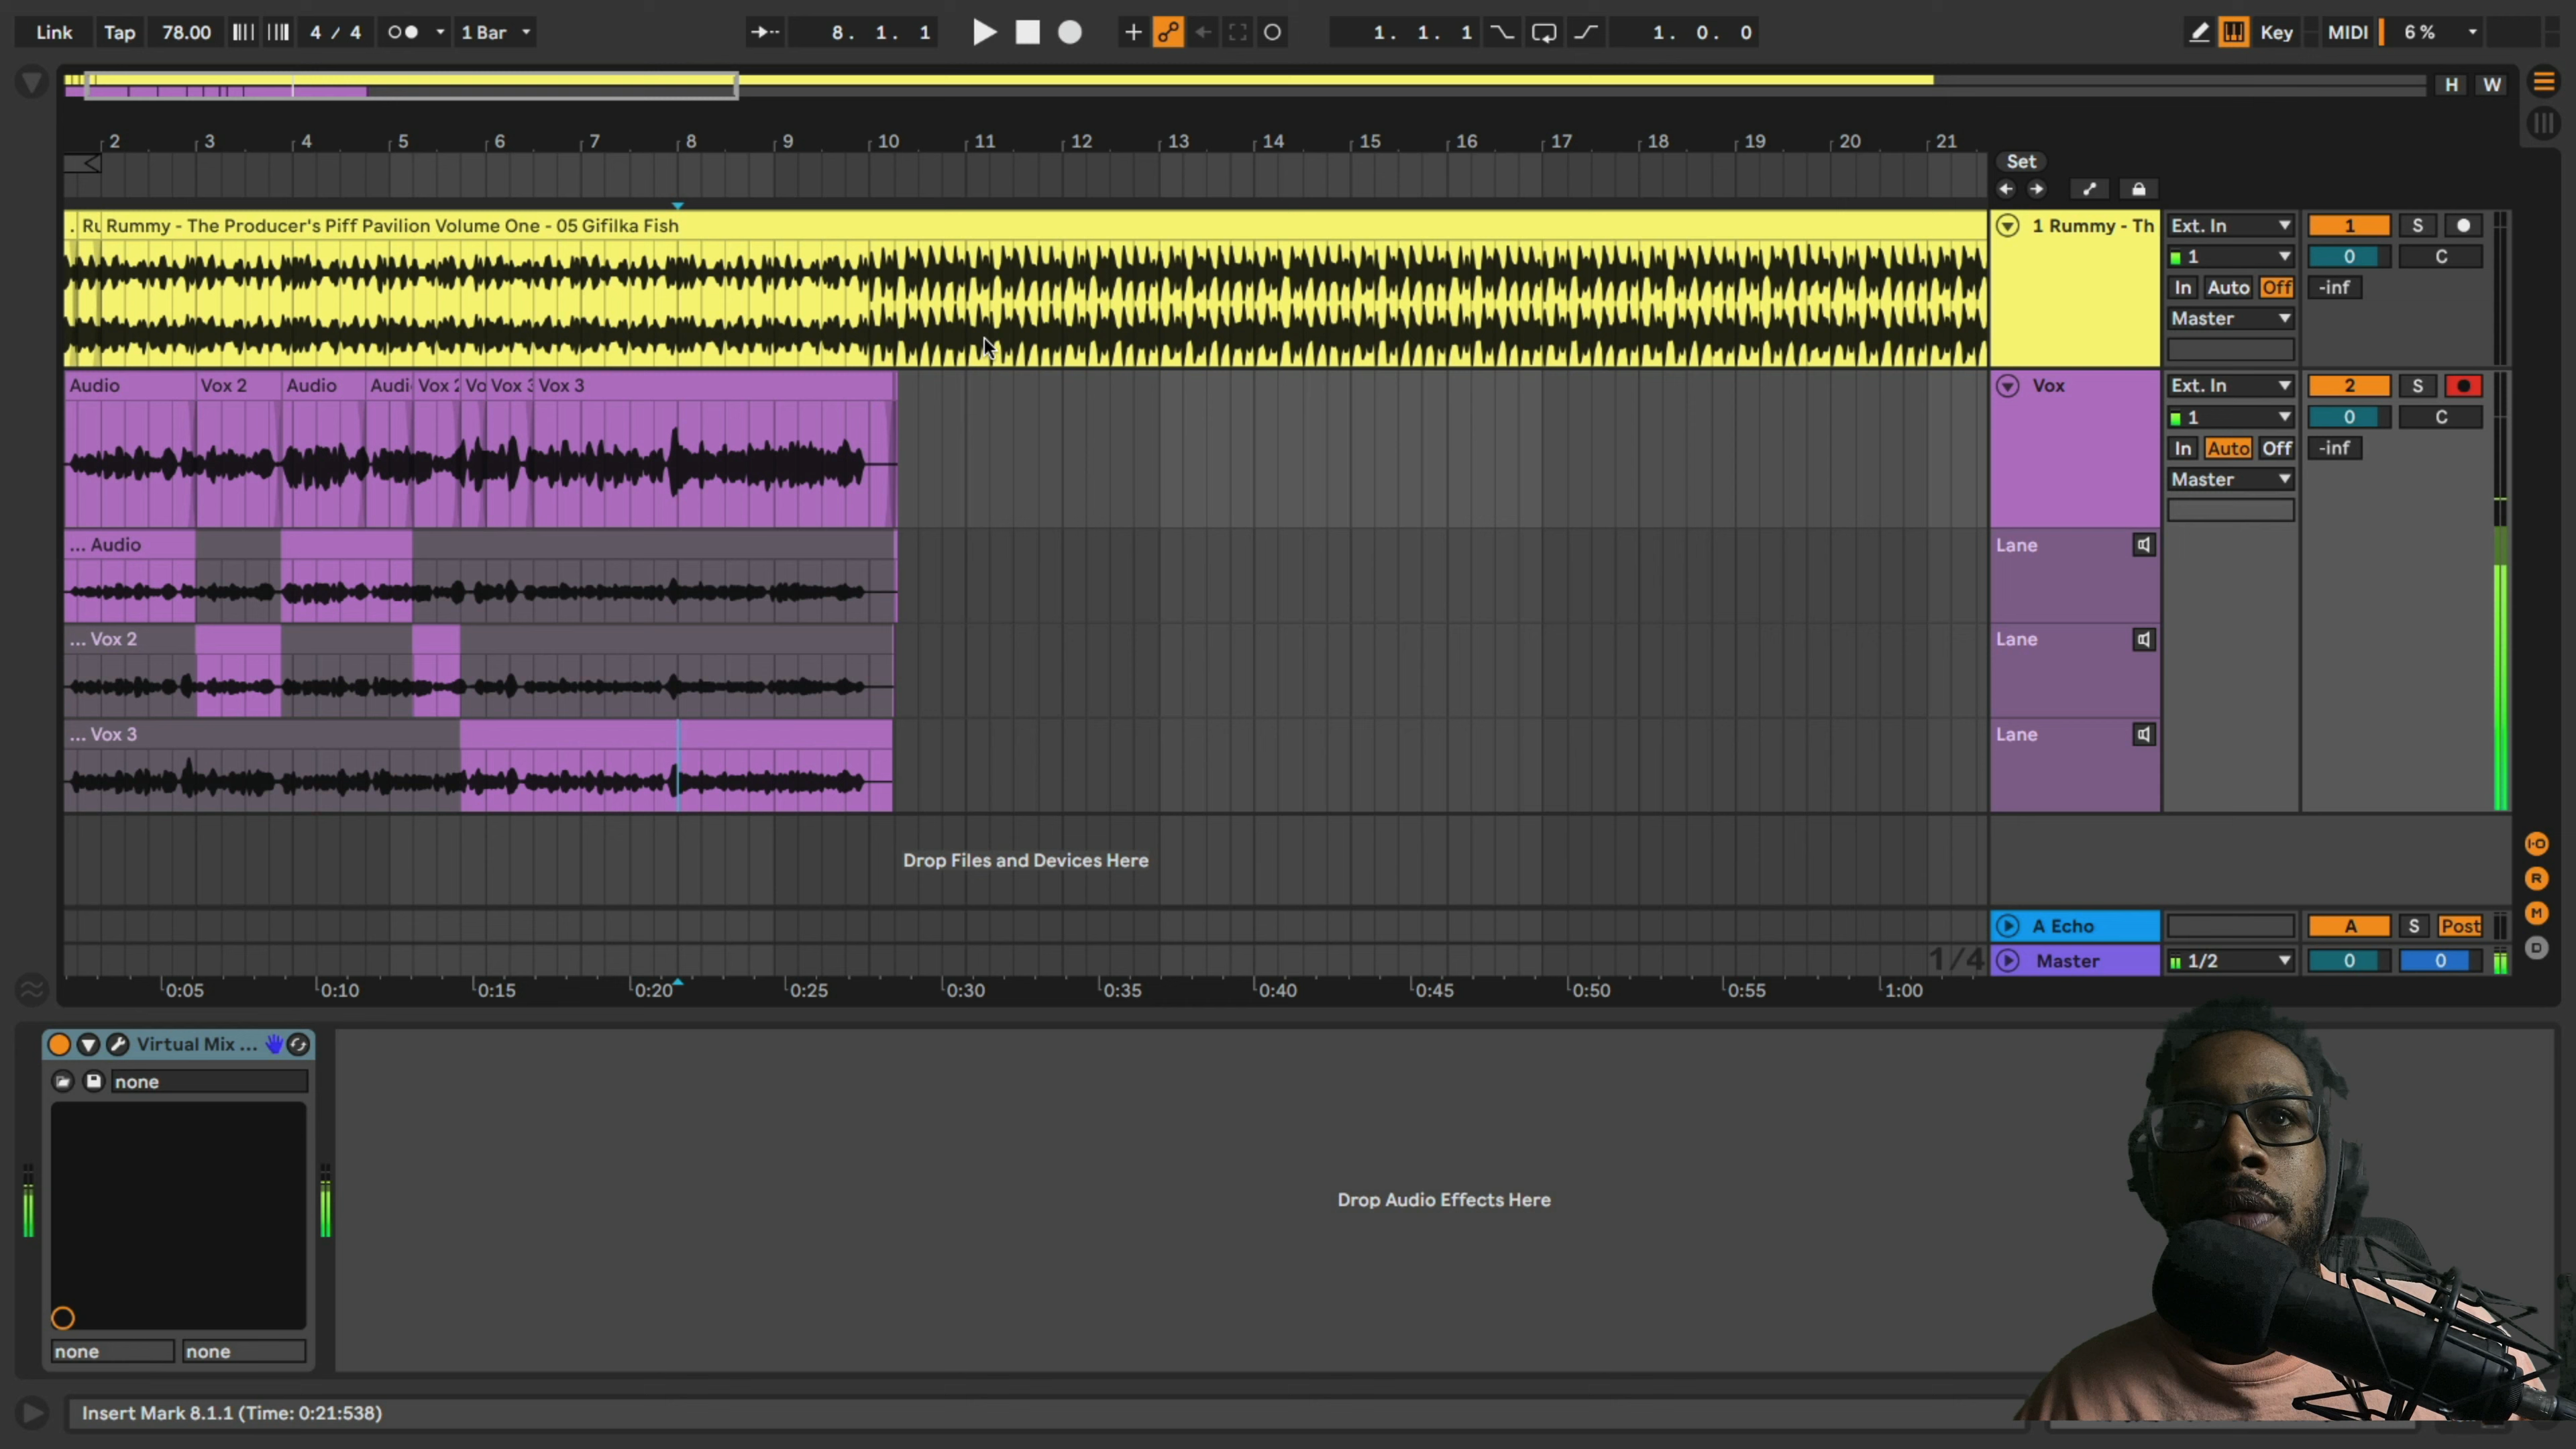 Link Tap 78.00 4 / 4 1 Bar 8. 1. 1 1. 1. 1 1. 0. 0 Key MIDI 6 %
H W
2 3 4 5 6 7 8 9 10 11 12 13 14 15 16 17 18 19 20 21
Set
. Ru Rummy - The Producer's Piff Pavilion Volume One - 05 Gifilka Fish 1 Rummy - Th Ext. In 1 S
1 0 C
In Auto Off -inf
Master
Audio Vox 2 Audio Audi Vox 2 Vo Vox 3 Vox 3 Vox Ext. In 2 S
1 0 C
In Auto Off -inf
Master
... Audio Lane
... Vox 2 Lane
... Vox 3 Lane
Drop Files and Devices Here
I-O
R
M
D
A Echo A S Post
1/4 Master 1/2 0 0
0:05 0:10 0:15 0:20 0:25 0:30 0:35 0:40 0:45 0:50 0:55 1:00
Virtual Mix ...
none
Drop Audio Effects Here
none none
Insert Mark 8.1.1 (Time: 0:21:538)